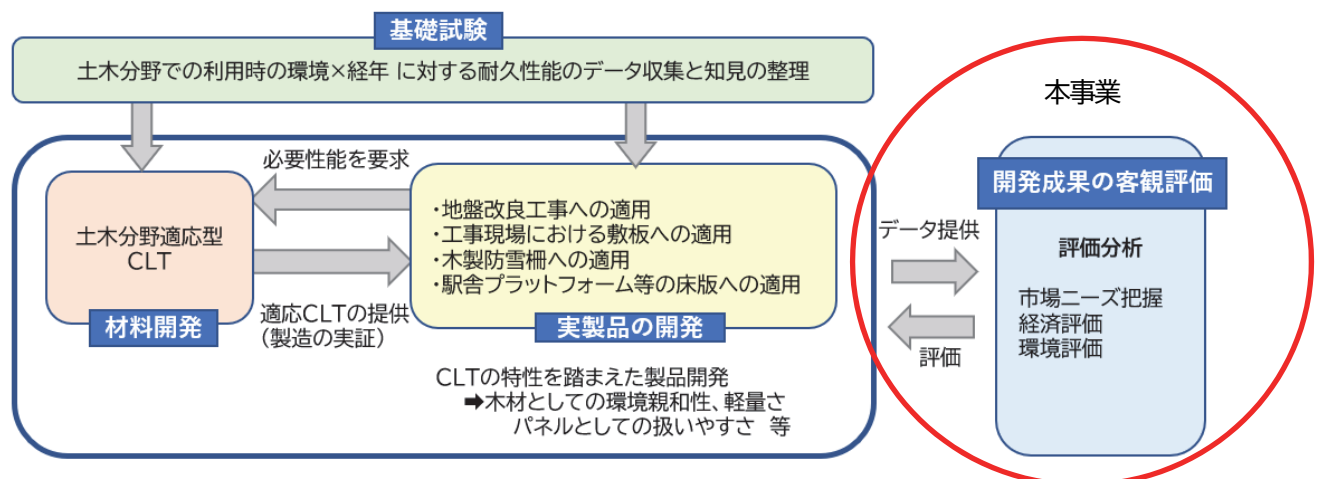 基礎試験
土木分野での利用時の環境×経年 に対する耐久性能のデータ収集と知見の整理
必要性能を要求
土木分野適応型
CLT
材料開発
適応CLTの提供
（製造の実証）
・地盤改良工事への適用
・工事現場における敷板への適用
・木製防雪柵への適用
・駅舎プラットフォーム等の床版への適用
実製品の開発
CLTの特性を踏まえた製品開発
➡木材としての環境親和性、軽量さ
パネルとしての扱いやすさ 等
データ提供
評価
本事業
開発成果の客観評価
評価分析
市場ニーズ把握
経済評価
環境評価